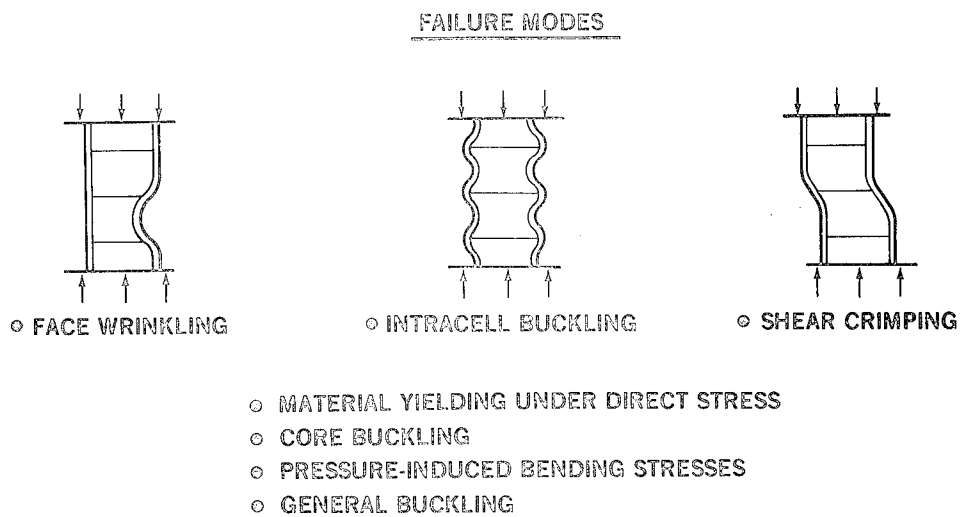 FAILURE MODES
○ FACE WRINKLING
○ INTRACELL BUCKLING
○ SHEAR CRIMPING
○ MATERIAL YIELDING UNDER DIRECT STRESS
○ CORE BUCKLING
○ PRESSURE-INDUCED BENDING STRESSES
○ GENERAL BUCKLING